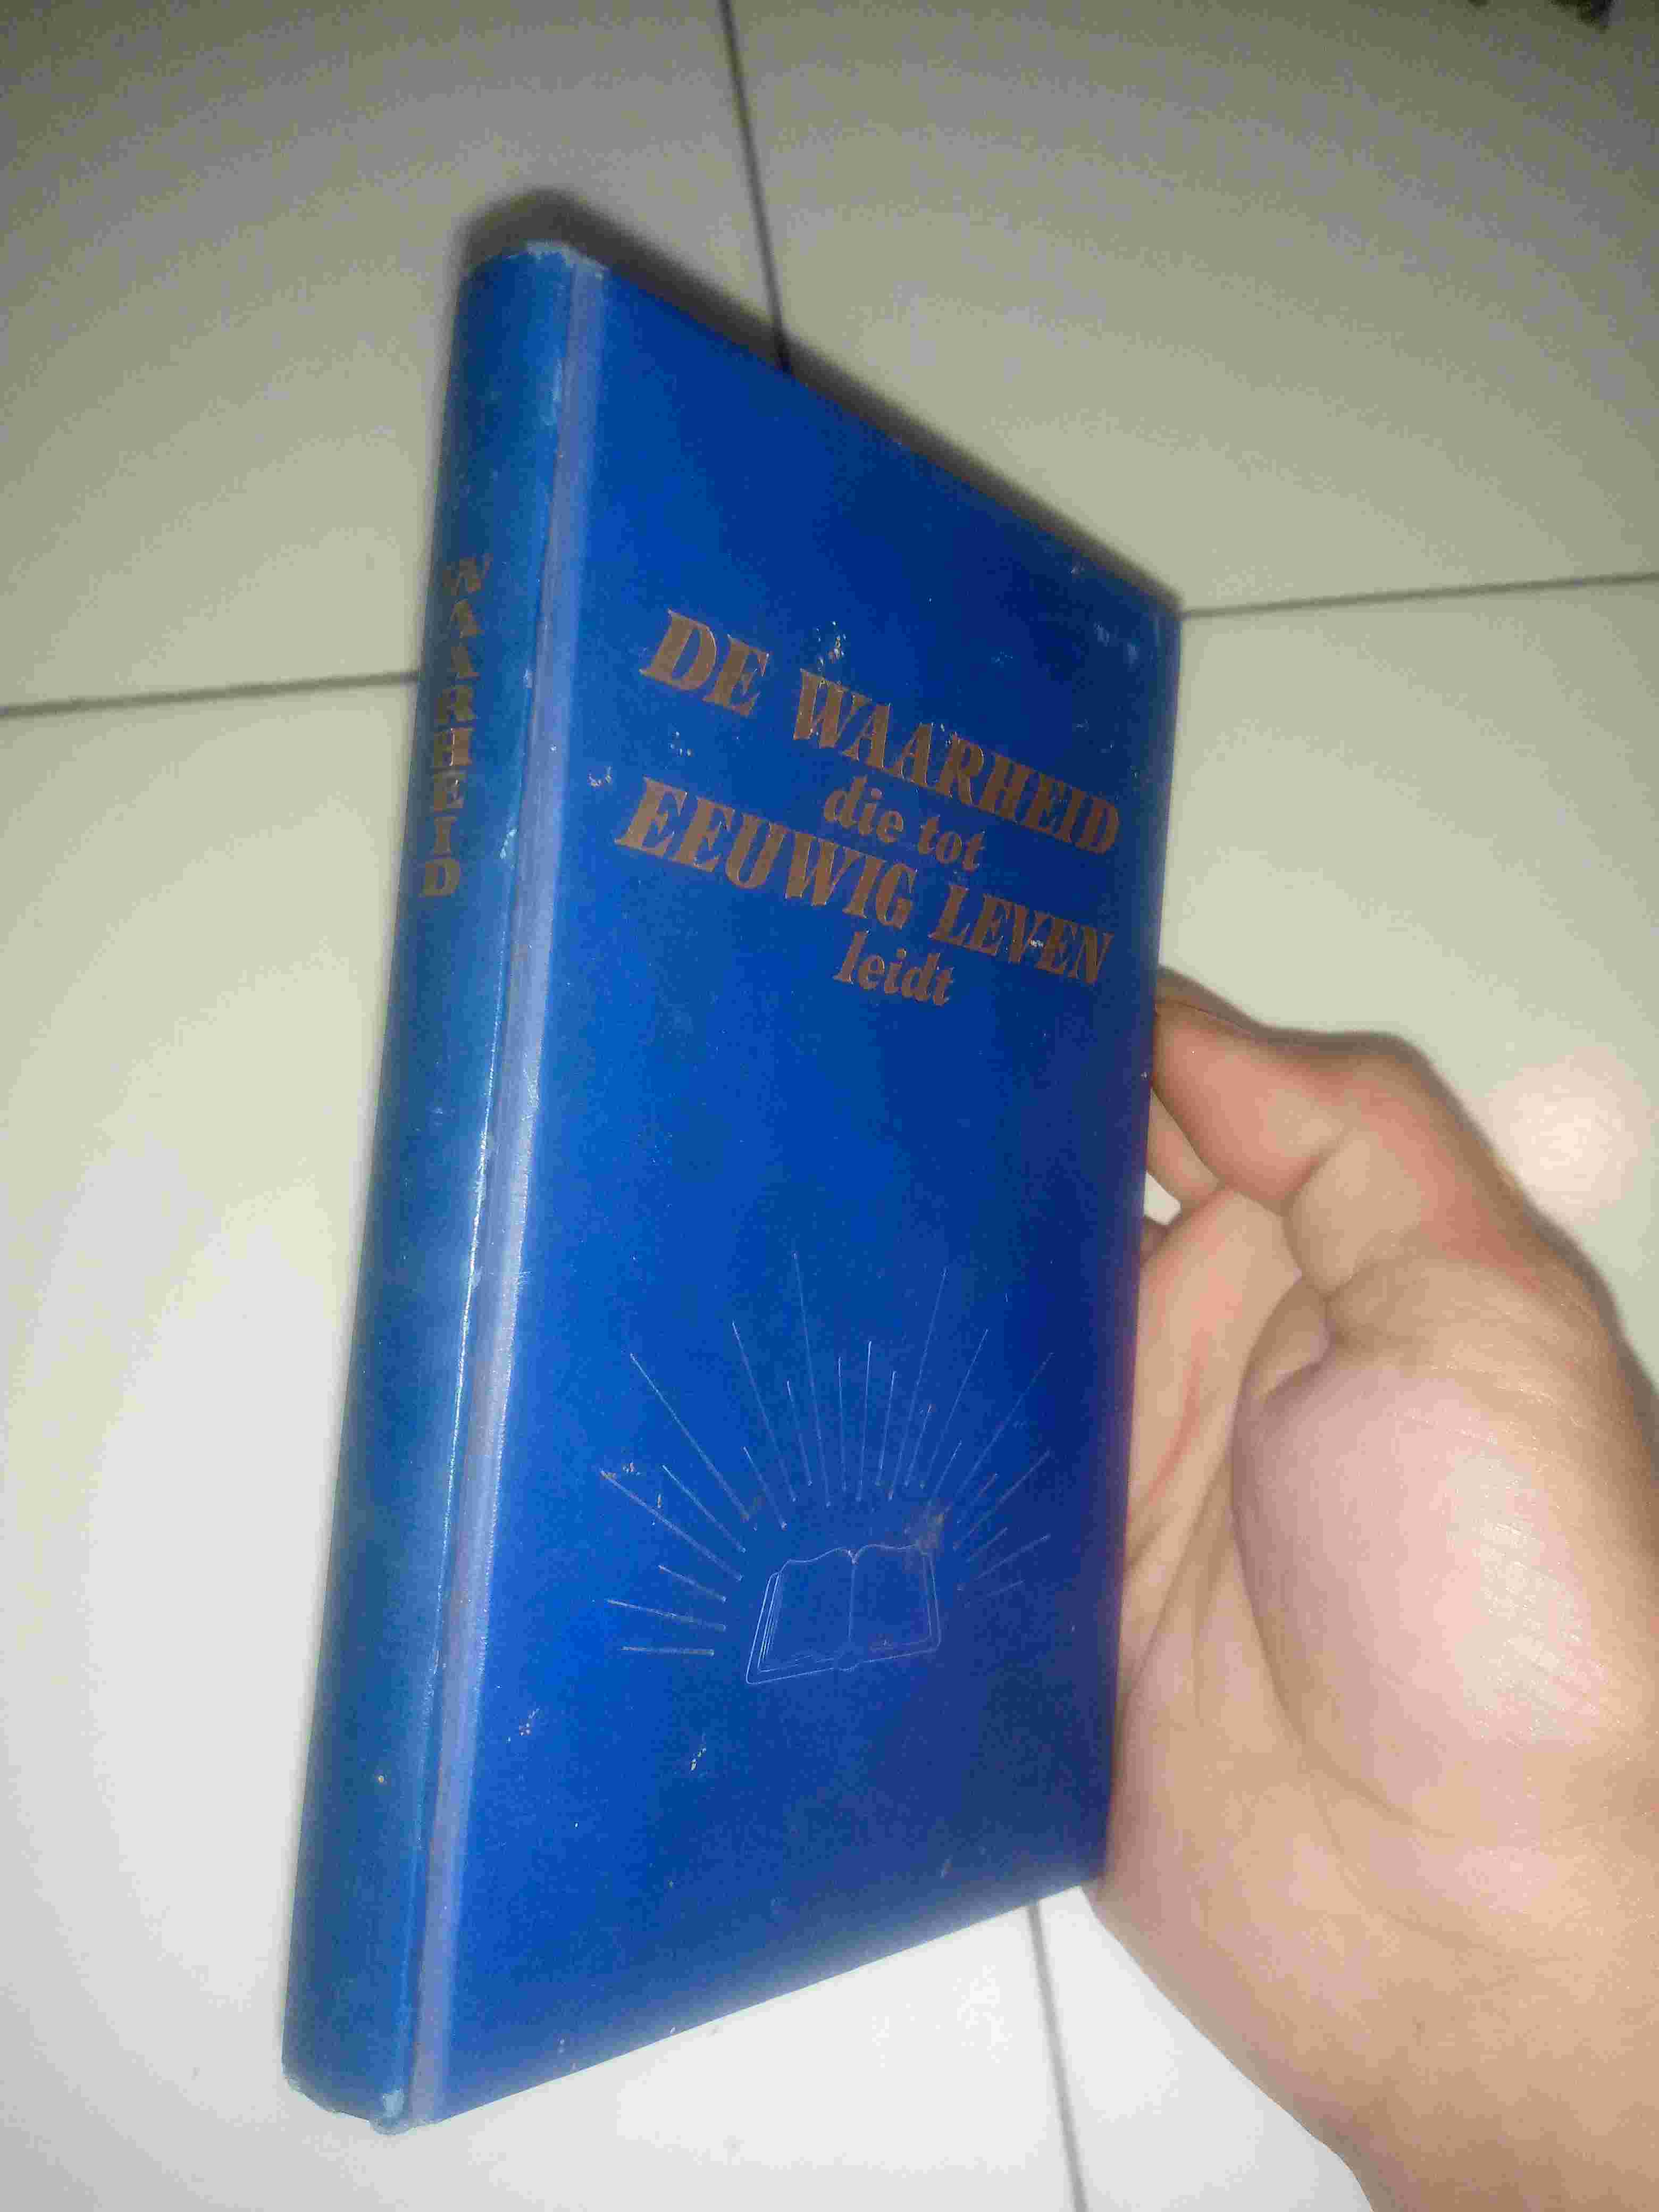 WAARHEID
DE WAARHEID
die tot
EEUWIG LEVEN
leidt